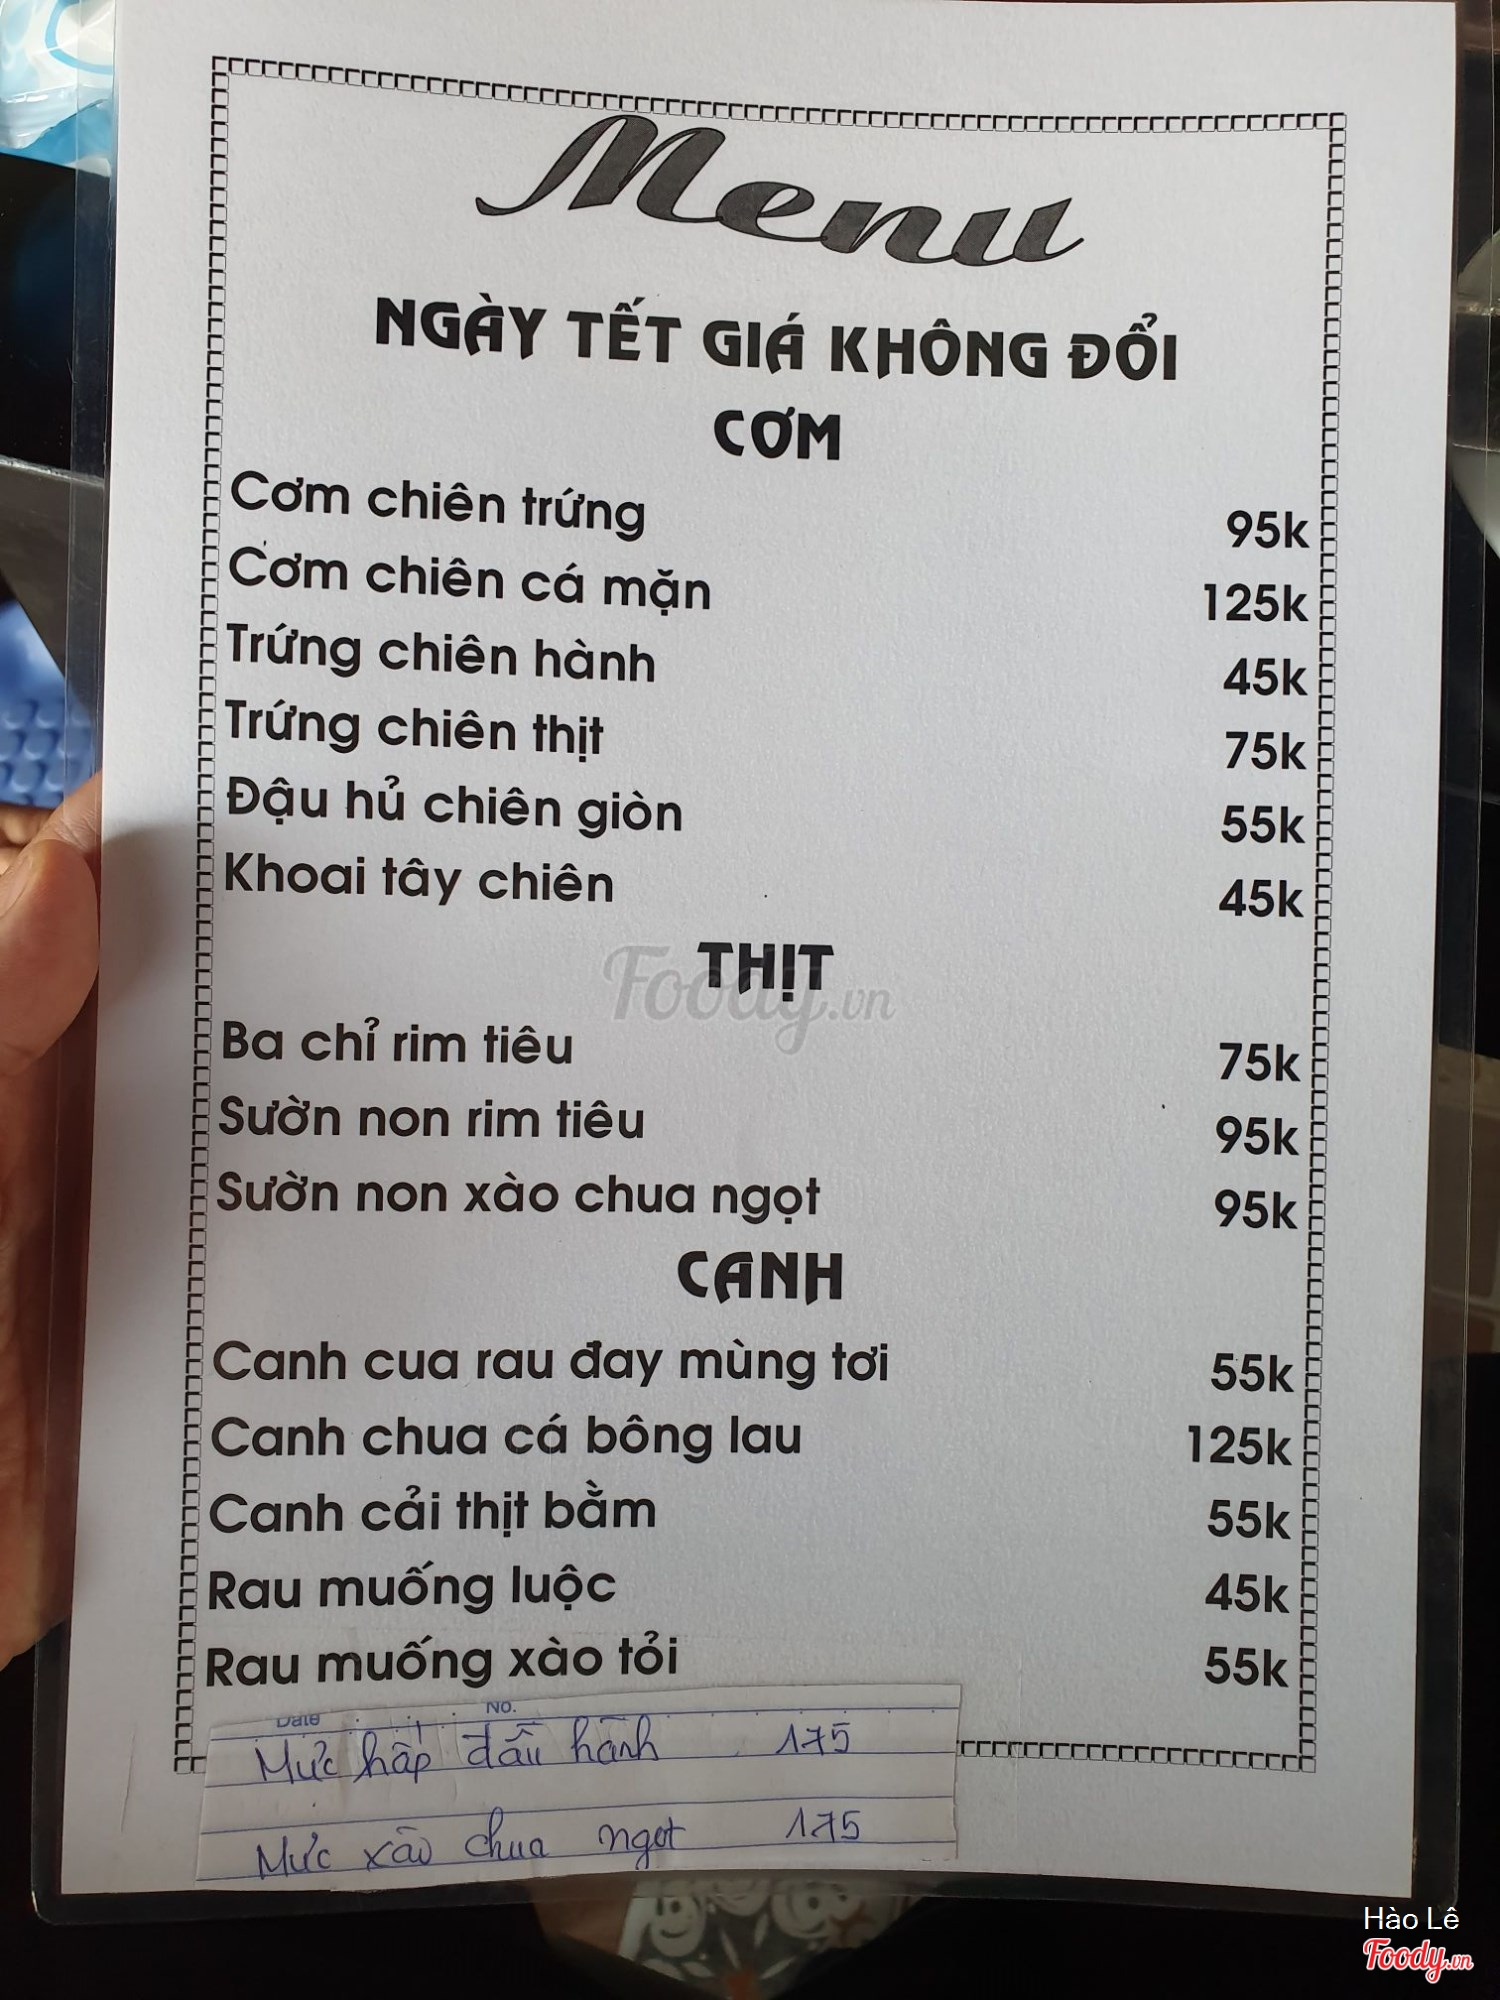 Menu
NGÀY TẾT GIÁ KHÔNG ĐỔI
CƠM
Cơm chiên trứng 95k
Cơm chiên cá mặn 125k
Trứng chiên hành 45k
Trứng chiên thịt 75k
Đậu hủ chiên giòn 55k
Khoai tây chiên 45k
THỊT
Foody.vn
Ba chỉ rim tiêu 75k
Sườn non rim tiêu 95k
Sườn non xào chua ngọt 95k
CANH
Canh cua rau đay mùng tơi 55k
Canh chua cá bông lau 125k
Canh cải thịt bằm 55k
Rau muống luộc 45k
Rau muống xào tỏi 55k
Date No.
Mực hấp đầu hành 175
Mực xào chua ngọt 175
Hào Lê
Foody.vn